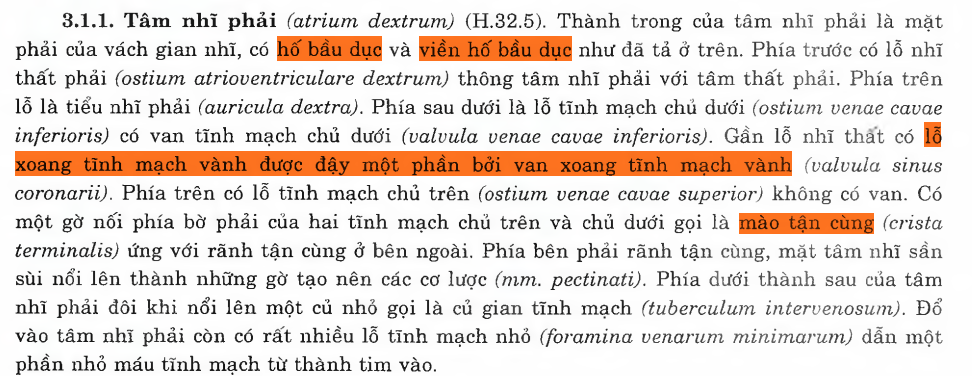 3.1.1. Tâm nhĩ phải (atrium dextrum) (H.32.5). Thành trong của tâm nhĩ phải là mặt
phải của vách gian nhĩ, có hố bầu dục và viền hố bầu dục như đã tả ở trên. Phía trước có lỗ nhĩ
thất phải (ostium atrioventriculare dextrum) thông tâm nhĩ phải với tâm thất phải. Phía trên
lỗ là tiểu nhĩ phải (auricula dextra). Phía sau dưới là lỗ tĩnh mạch chủ dưới (ostium venae cavae
inferioris) có van tĩnh mạch chủ dưới (valvula venae cavae inferioris). Gần lỗ nhĩ thất có lỗ
xoang tĩnh mạch vành được đậy một phần bởi van xoang tĩnh mạch vành (valvula sinus
coronarii). Phía trên có lỗ tĩnh mạch chủ trên (ostium venae cavae superior) không có van. Có
một gờ nối phía bờ phải của hai tĩnh mạch chủ trên và chủ dưới gọi là mào tận cùng (crista
terminalis) ứng với rãnh tận cùng ở bên ngoài. Phía bên phải rãnh tận cùng, mặt tâm nhĩ sần
sùi nổi lên thành những gờ tạo nên các cơ lược (mm. pectinati). Phía dưới thành sau của tâm
nhĩ phải đôi khi nổi lên một củ nhỏ gọi là củ gian tĩnh mạch (tuberculum intervenosum). Đổ
vào tâm nhĩ phải còn có rất nhiều lỗ tĩnh mạch nhỏ (foramina venarum minimarum) dẫn một
phần nhỏ máu tĩnh mạch từ thành tim vào.